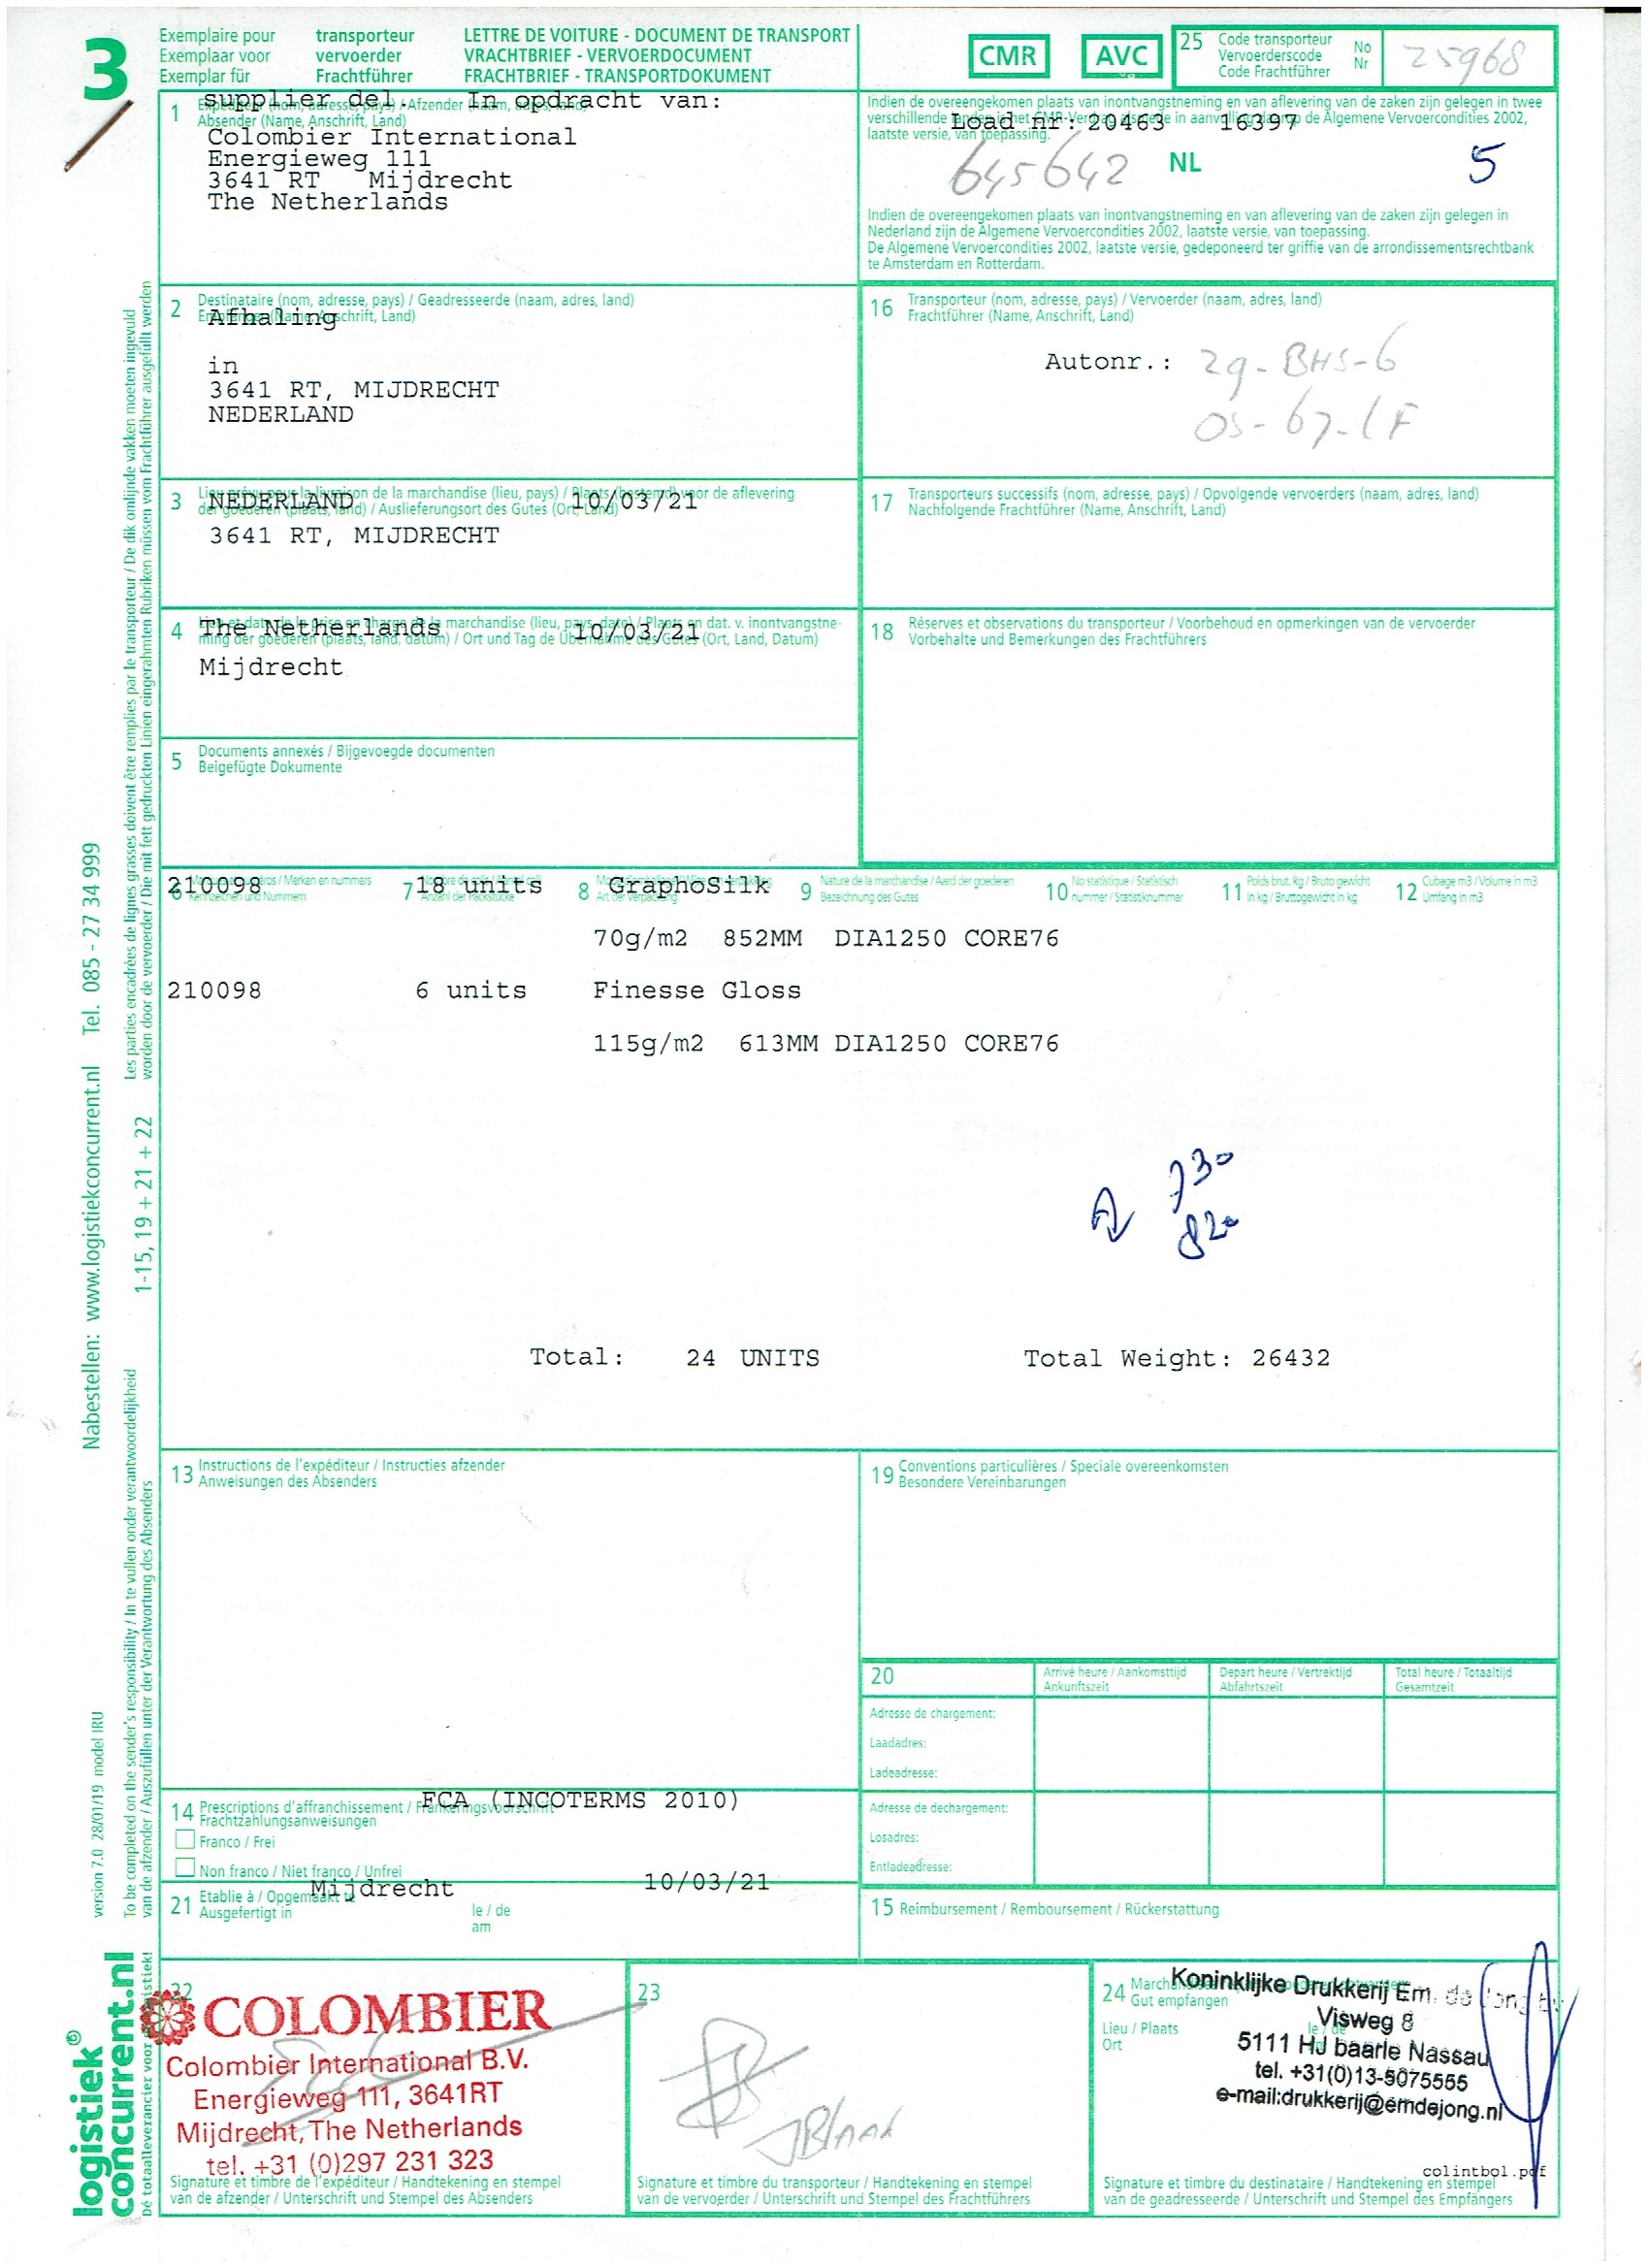 3
Exemplaire pour transporteur
Exemplaar voor vervoerder
Exemplar für Frachtführer
LETTRE DE VOITURE - DOCUMENT DE TRANSPORT
VRACHTBRIEF - VERVOERDOCUMENT
FRACHTBRIEF - TRANSPORTDOKUMENT
CMR AVC
25 Code transporteur
Vervoerderscode
Code Frachtführer
No
Nr
25968
1 Expéditeur (nom, adresse, pays) / Afzender (naam, adres, land)
Absender (Name, Anschrift, Land)
supplier del. In opdracht van:
Colombier International
Energieweg 111
3641 RT Mijdrecht
The Netherlands
Indien de overeengekomen plaats van inontvangstneming en van aflevering van de zaken zijn gelegen in twee
verschillende landen is het CMR-Verdrag alsmede in aanvulling daarop de Algemene Vervoercondities 2002,
laatste versie, van toepassing.
Load nr: 20463 16397
645642 NL 5
Indien de overeengekomen plaats van inontvangstneming en van aflevering van de zaken zijn gelegen in
Nederland zijn de Algemene Vervoercondities 2002, laatste versie, van toepassing.
De Algemene Vervoercondities 2002, laatste versie, gedeponeerd ter griffie van de arrondissementsrechtbank
te Amsterdam en Rotterdam.
2 Destinataire (nom, adresse, pays) / Geadresseerde (naam, adres, land)
Empfänger (Name, Anschrift, Land)
Afhaling
in
3641 RT, MIJDRECHT
NEDERLAND
16 Transporteur (nom, adresse, pays) / Vervoerder (naam, adres, land)
Frachtführer (Name, Anschrift, Land)
Autonr.: 29-BHS-6
OS-67-LF
3 Lieu prévu pour la livraison de la marchandise (lieu, pays) / Plaats (bestemd) voor de aflevering
der goederen (plaats, land) / Auslieferungsort des Gutes (Ort, Land)
NEDERLAND 10/03/21
3641 RT, MIJDRECHT
17 Transporteurs successifs (nom, adresse, pays) / Opvolgende vervoerders (naam, adres, land)
Nachfolgende Frachtführer (Name, Anschrift, Land)
4 Lieu et date de la prise en charge de la marchandise (lieu, pays, date) / Plaats en dat. v. inontvangstne-
ming der goederen (plaats, land, datum) / Ort und Tag de Übernahme des Gutes (Ort, Land, Datum)
The Netherlands 10/03/21
Mijdrecht
18 Réserves et observations du transporteur / Voorbehoud en opmerkingen van de vervoerder
Vorbehalte und Bemerkungen des Frachtführers
5 Documents annexés / Bijgevoegde documenten
Beigefügte Dokumente
6 / Merken en nummers
Kennzeichen und Nummern
7 Anzahl der Packstücke
8 Art der Verpackung
9 Nature de la marchandise / Aard der goederen
Bezeichnung des Gutes
10 No statistique / Statistisch
nummer / Statistiknummer
11 Poids brut. kg / Bruto gewicht
in kg / Bruttogewicht in kg
12 Cubage m3 / Volume in m3
Umfang in m3
210098 18 units GraphoSilk
70g/m2 852MM DIA1250 CORE76
210098 6 units Finesse Gloss
115g/m2 613MM DIA1250 CORE76
730
820
Total: 24 UNITS Total Weight: 26432
13 Instructions de l'expéditeur / Instructies afzender
Anweisungen des Absenders
19 Conventions particulières / Speciale overeenkomsten
Besondere Vereinbarungen
20 Arrivé heure / Aankomsttijd
Ankunftszeit
Depart heure / Vertrektijd
Abfahrtszeit
Total heure / Totaaltijd
Gesamtzeit
Adresse de chargement:
Laadadres:
Ladeadresse:
Adresse de dechargement:
Losadres:
Entladeadresse:
14 Prescriptions d'affranchissement / Frankeringsvoorschrift
Frachtzahlungsanweisungen
FCA (INCOTERMS 2010)
Franco / Frei
Non franco / Niet franco / Unfrei
21 Etablie à / Opgemaakt te
Ausgefertigt in
Mijdrecht 10/03/21
le / de
am
15 Reimbursement / Remboursement / Rückerstattung
22
COLOMBIER
Colombier International B.V.
Energieweg 111, 3641RT
Mijdrecht, The Netherlands
tel. +31 (0)297 231 323
Signature et timbre de l'expéditeur / Handtekening en stempel
van de afzender / Unterschrift und Stempel des Absenders
23
JBlaak
Signature et timbre du transporteur / Handtekening en stempel
van de vervoerder / Unterschrift und Stempel des Frachtführers
24
Gut empfangen
Lieu / Plaats
Ort
le / de
Koninklijke Drukkerij Em. de Jong bv
Visweg 8
5111 HJ baarle Nassau
tel. +31(0)13-5075555
e-mail:drukkerij@emdejong.nl
colintbol.pdf
Signature et timbre du destinataire / Handtekening en stempel
van de geadresseerde / Unterschrift und Stempel des Empfängers
Les parties encadrées de lignes grasses doivent être remplies par le transporteur / De dik omlijnde vakken moeten ingevuld
worden door de vervoerder / Die mit fett gedruckten Linien eingerahmten Rubriken müssen vom Frachtführer ausgefüllt werden
Nabestellen: www.logistiekconcurrent.nl Tel. 085 - 27 34 999
1-15, 19 + 21 + 22
To be completed on the sender's responsibility / In te vullen onder verantwoordelijkheid
van de afzender / Auszufüllen unter der Verantwortung des Absenders
version 7.0 28/01/19 model IRU
logistiek®
concurrent.nl
Dé totaalleverancier voor logistiek!